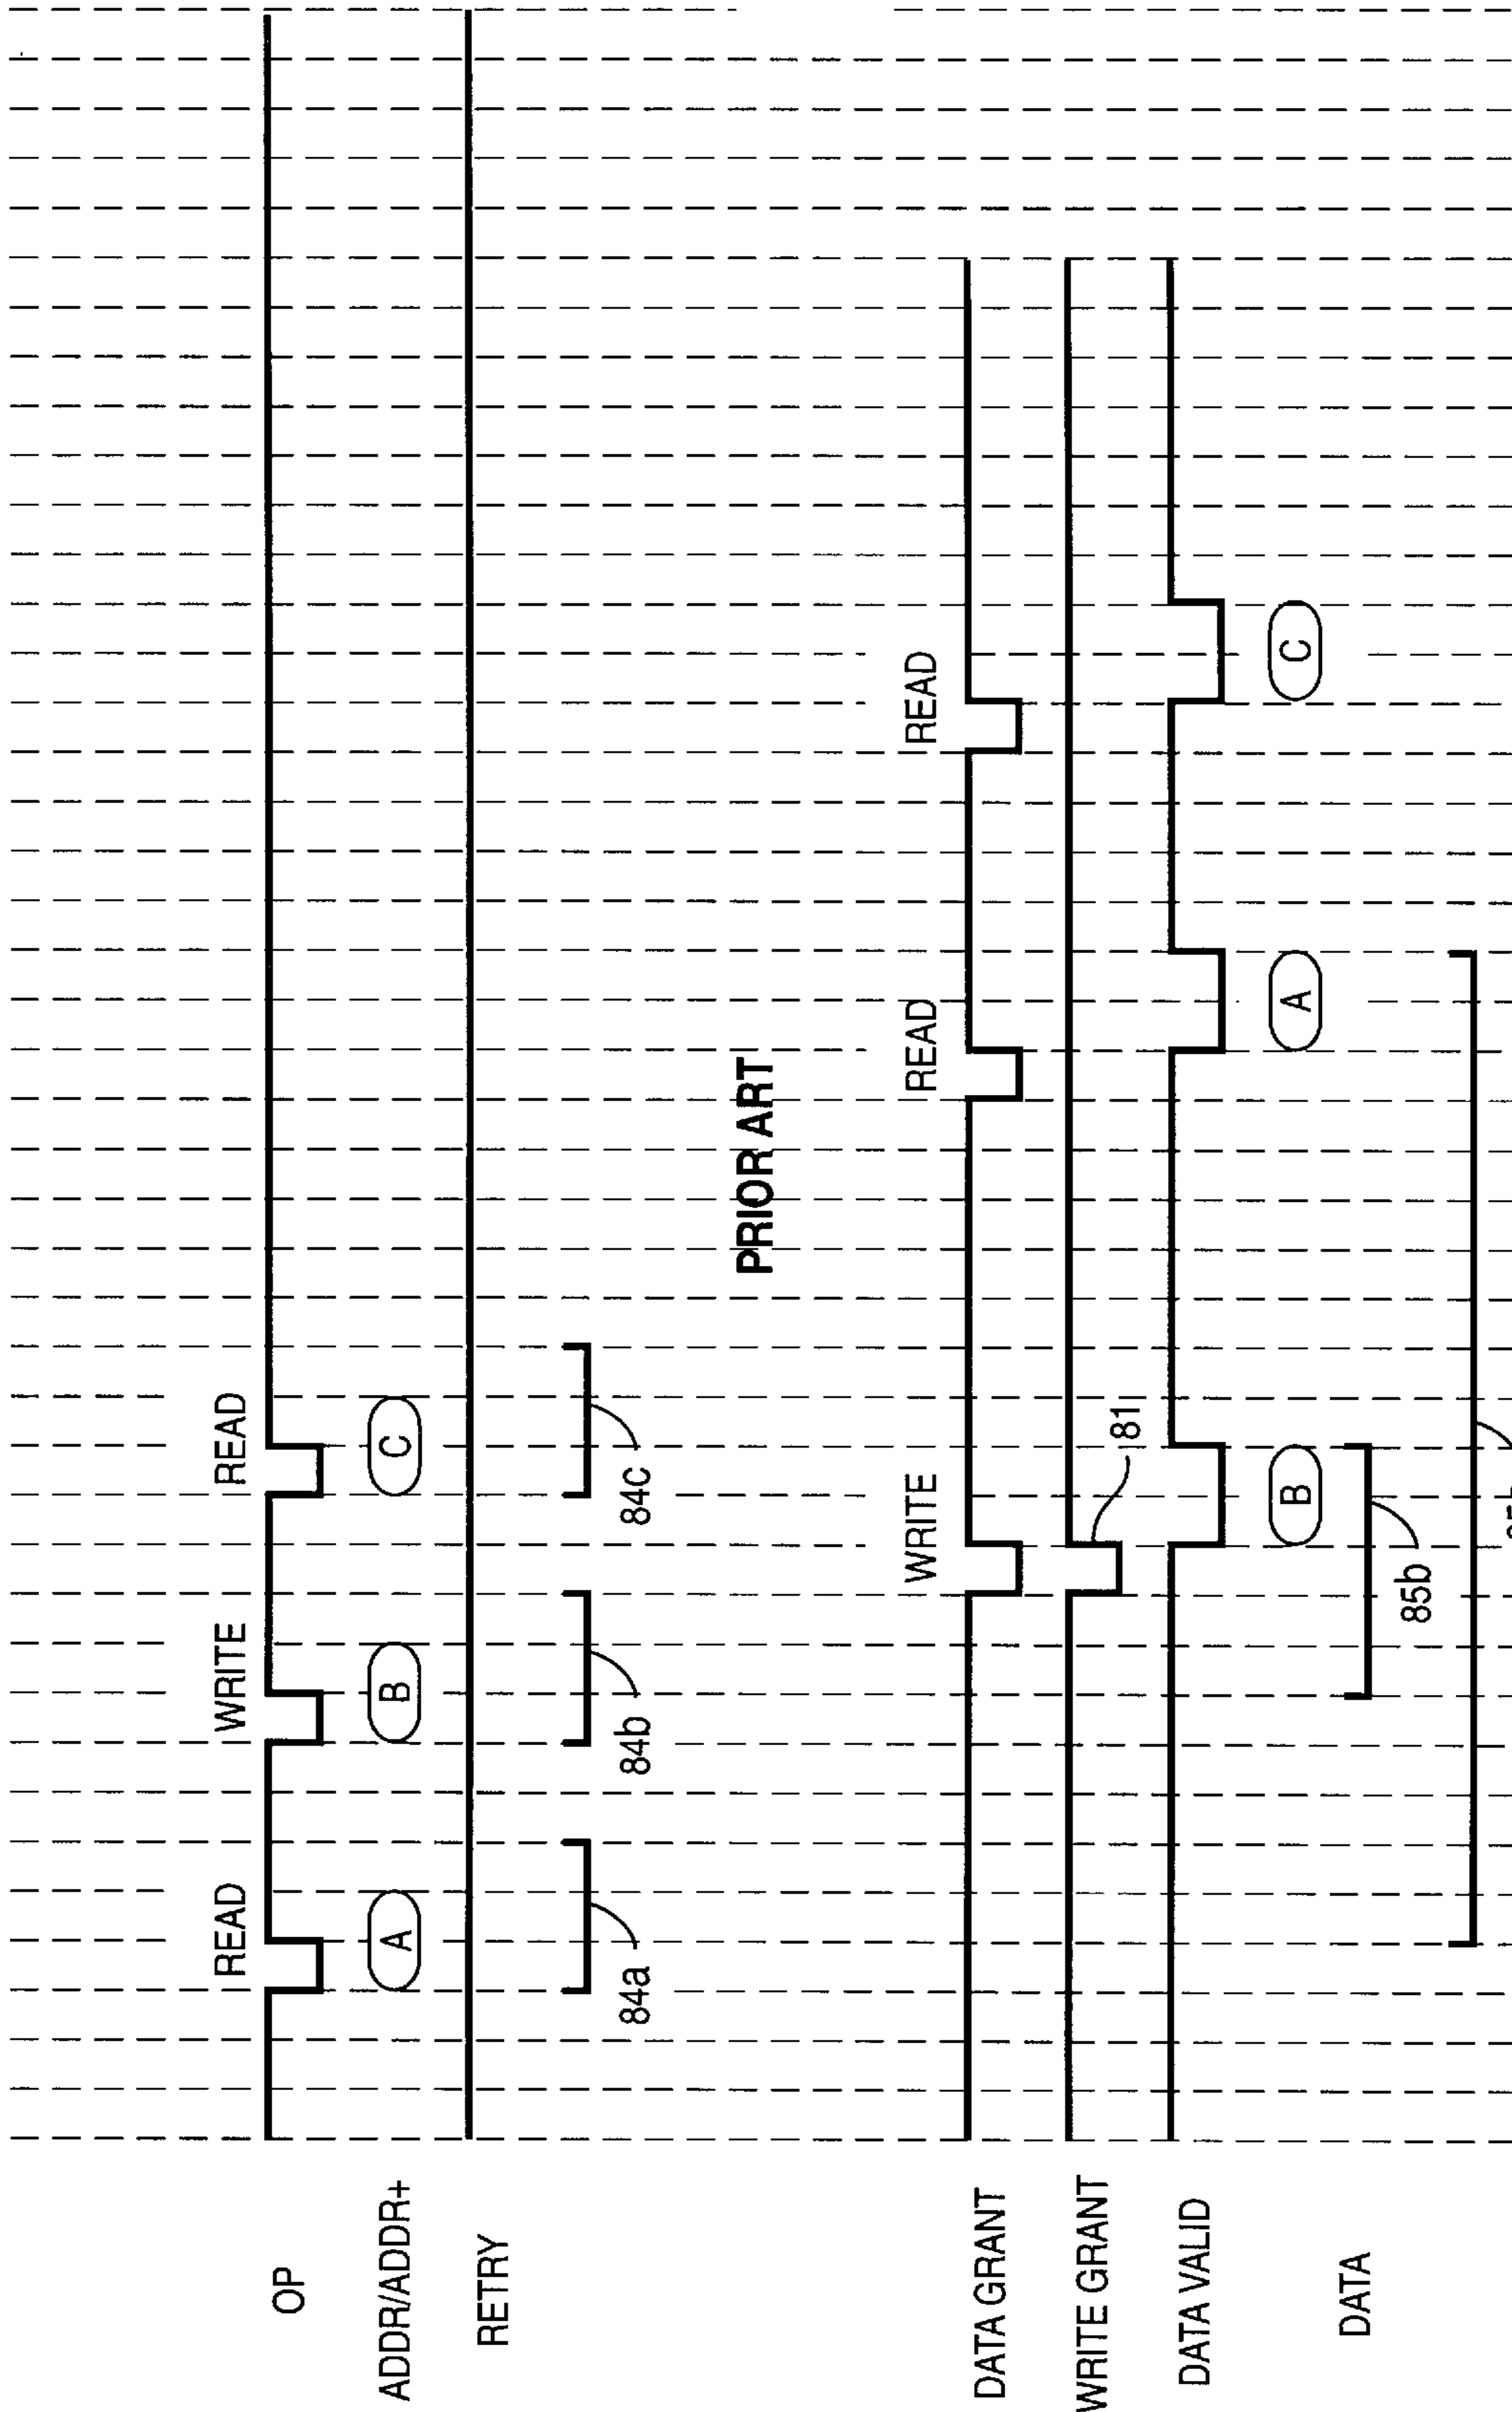 OP
READ
WRITE
READ
ADDR/ADDR+
A
B
C
RETRY
84a
84b
84c
PRIOR ART
DATA GRANT
WRITE
READ
READ
WRITE GRANT
81
DATA VALID
DATA
B
A
C
85b